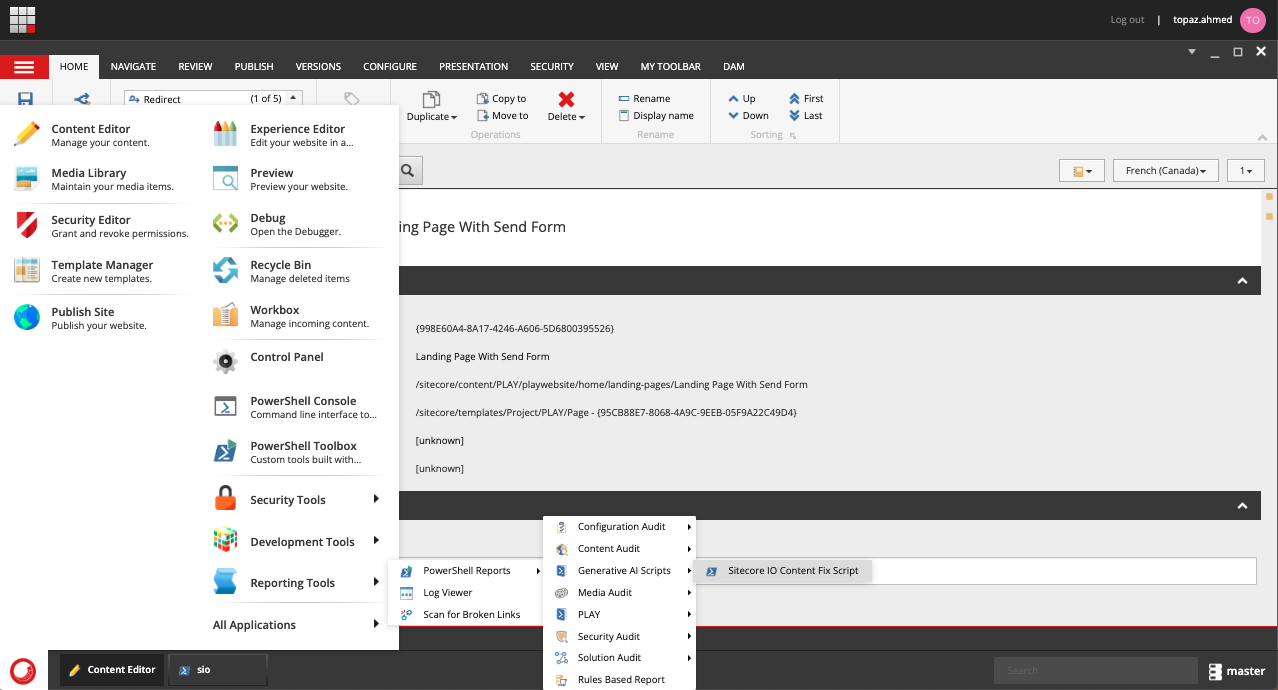 Log out | topaz.ahmed TO
HOME NAVIGATE REVIEW PUBLISH VERSIONS CONFIGURE PRESENTATION SECURITY VIEW MY TOOLBAR DAM
Redirect (1 of 5)
Duplicate
Copy to
Move to
Delete
Operations
Rename
Display name
Rename
Up
Down
First
Last
Sorting
French (Canada)
1
Content Editor
Manage your content.
Media Library
Maintain your media items.
Security Editor
Grant and revoke permissions.
Template Manager
Create new templates.
Publish Site
Publish your website.
Experience Editor
Edit your website in a...
Preview
Preview your website.
Debug
Open the Debugger.
Recycle Bin
Manage deleted items
Workbox
Manage incoming content.
Control Panel
PowerShell Console
Command line interface to...
PowerShell Toolbox
Custom tools built with...
Security Tools
Development Tools
Reporting Tools
All Applications
ing Page With Send Form
{998E60A4-8A17-4246-A606-5D6800395526}
Landing Page With Send Form
/sitecore/content/PLAY/playwebsite/home/landing-pages/Landing Page With Send Form
/sitecore/templates/Project/PLAY/Page - {95CB88E7-8068-4A9C-9EEB-05F9A22C49D4}
[unknown]
[unknown]
PowerShell Reports
Log Viewer
Scan for Broken Links
Configuration Audit
Content Audit
Generative AI Scripts
Media Audit
PLAY
Security Audit
Solution Audit
Rules Based Report
Sitecore IO Content Fix Script
Content Editor
sio
Search
master